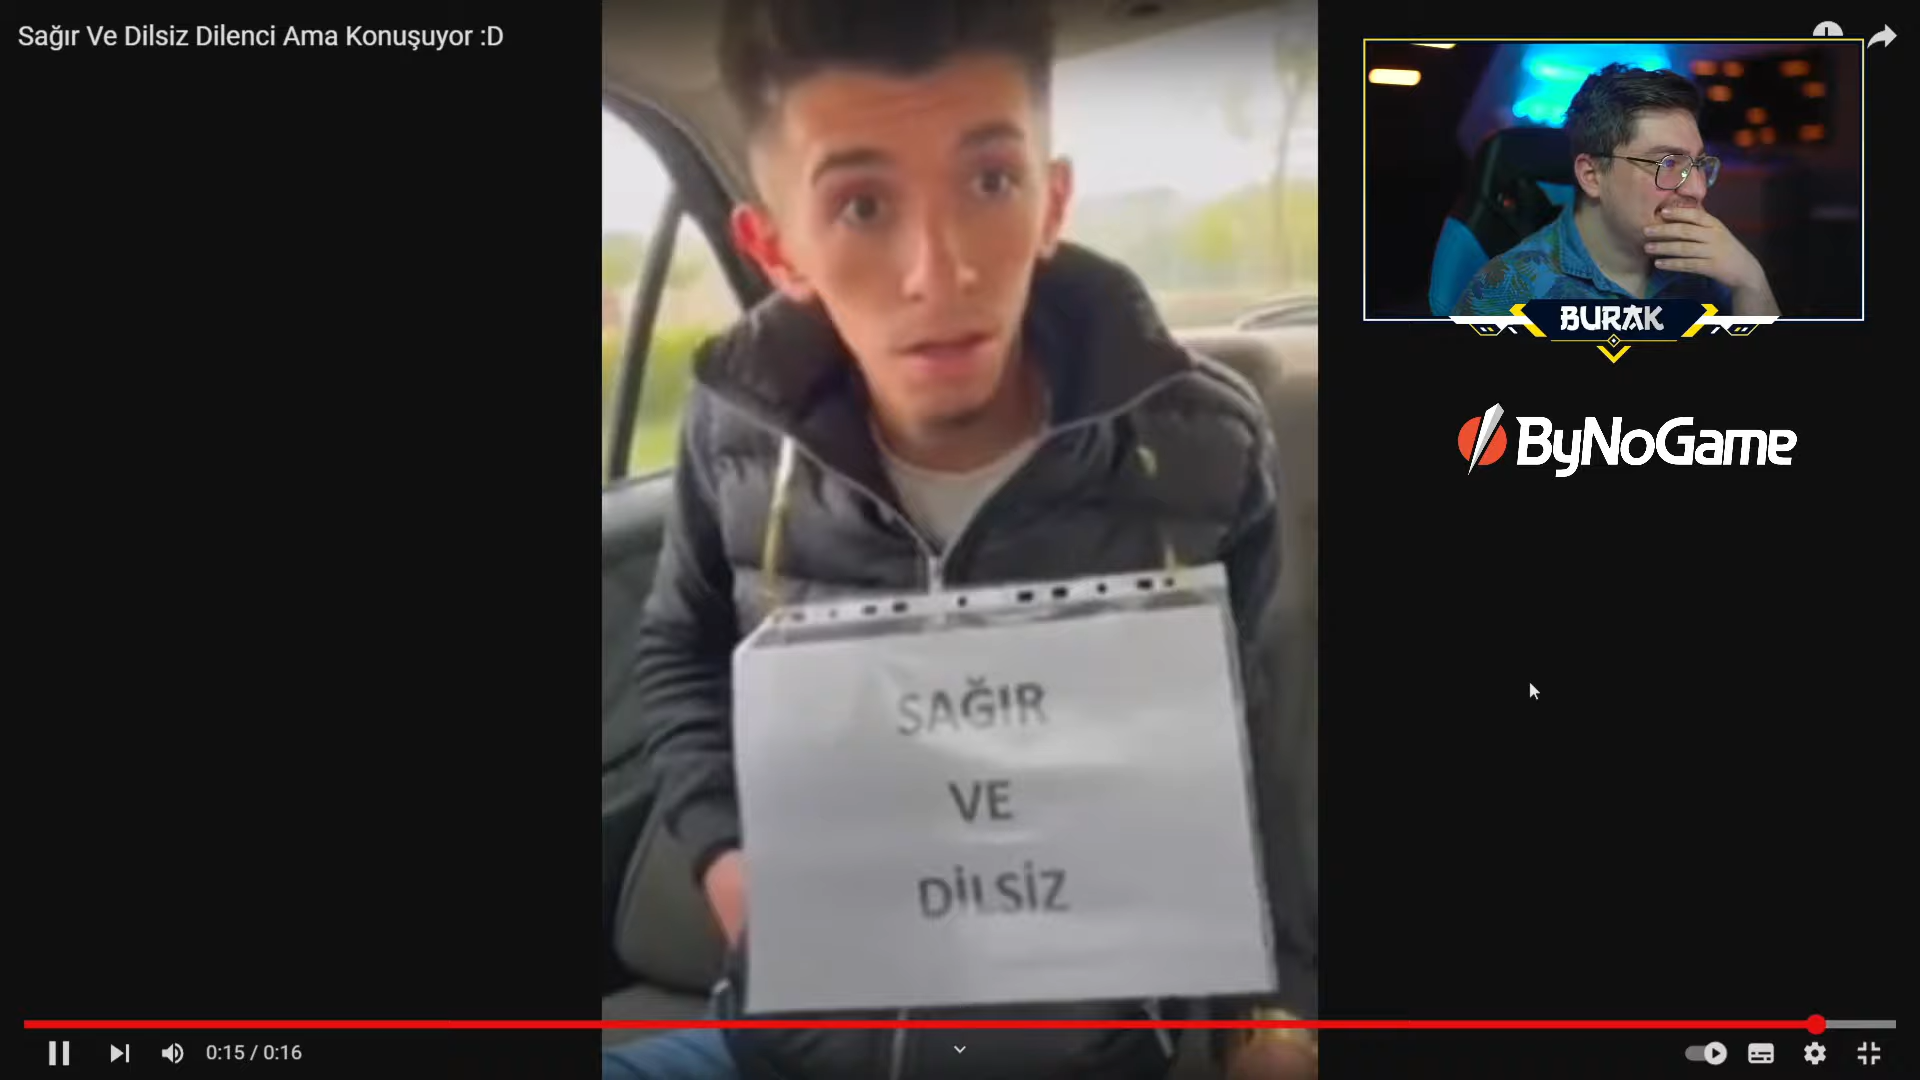 Sağır Ve Dilsiz Dilenci Ama Konuşuyor :D
BURAK
ByNoGame
SAĞIR
VE
DİLSİZ
0:15 / 0:16